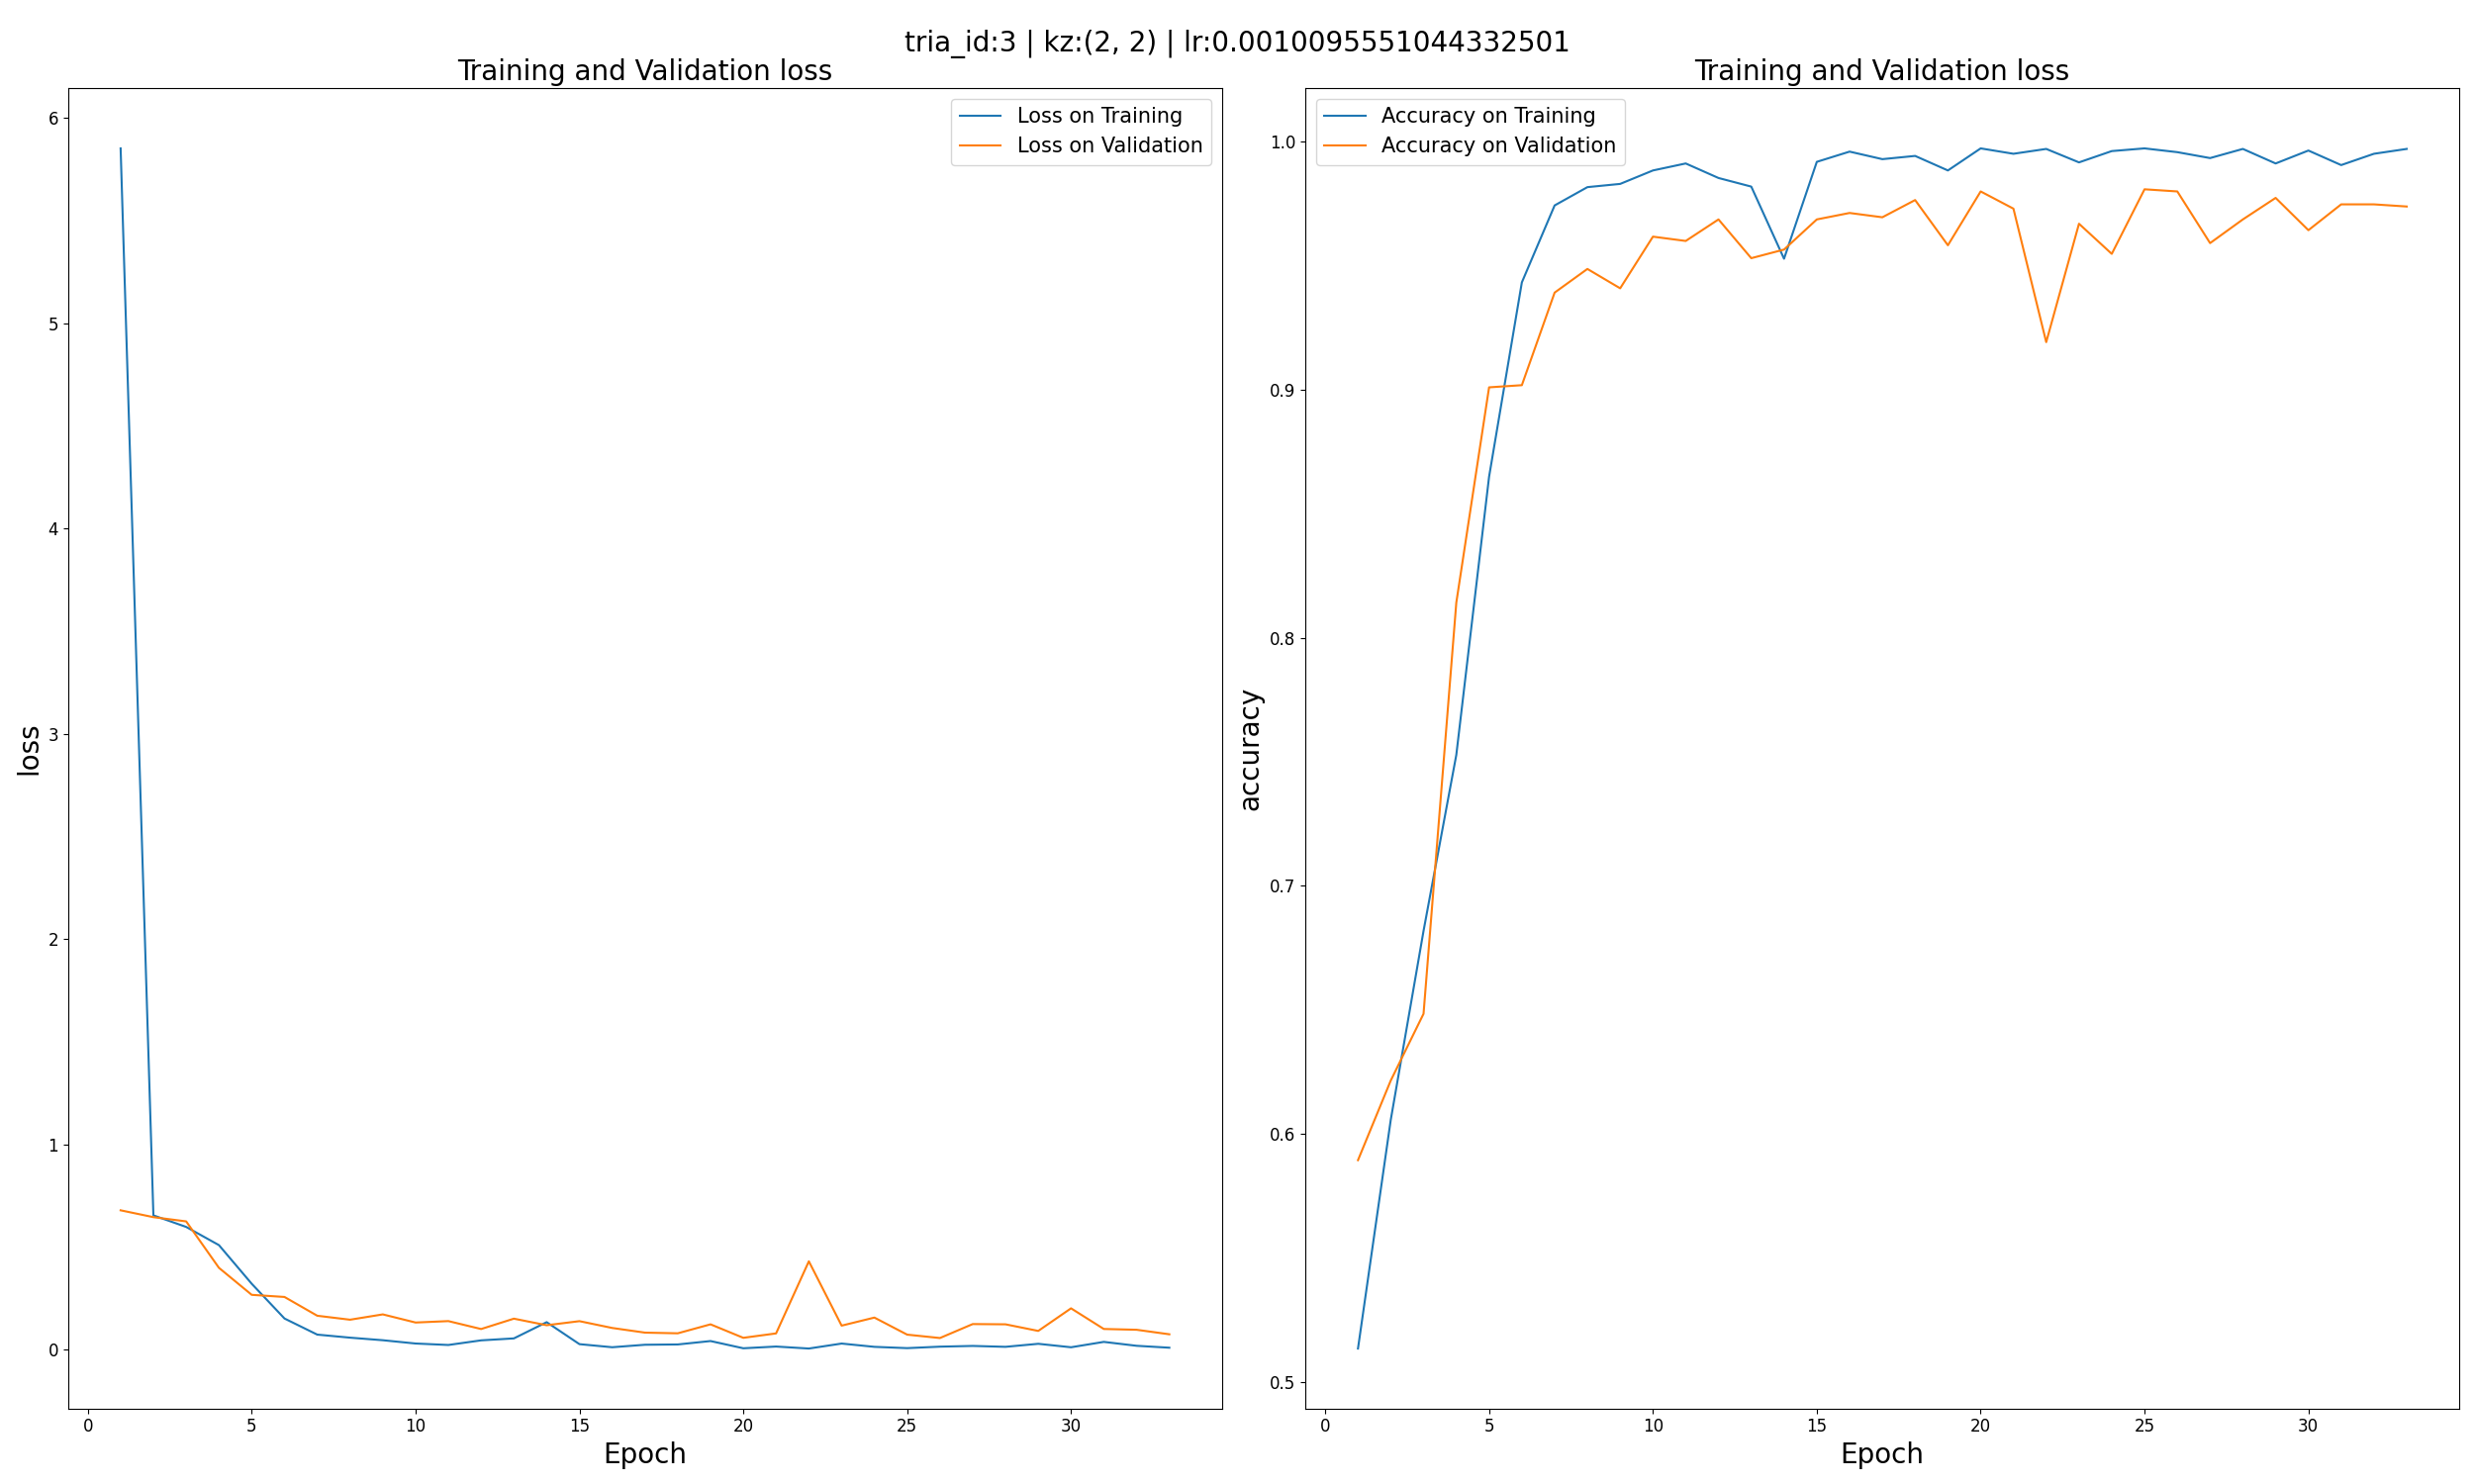 tria_id:3 | kz:(2, 2) | lr:0.0010095551044332501
Training and Validation loss
Loss on Training
Loss on Validation
6
5
4
3
2
1
0
loss
0 5 10 15 20 25 30
Epoch
Training and Validation loss
Accuracy on Training
Accuracy on Validation
1.0
0.9
0.8
0.7
0.6
0.5
accuracy
0 5 10 15 20 25 30
Epoch